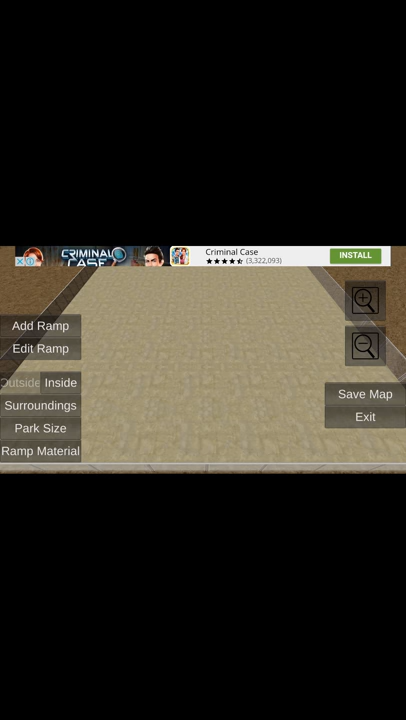 CRIMINAL
CASE
Criminal Case
(3,322,093)
INSTALL
Add Ramp
Edit Ramp
Outside Inside
Surroundings
Park Size
Ramp Material
Save Map
Exit